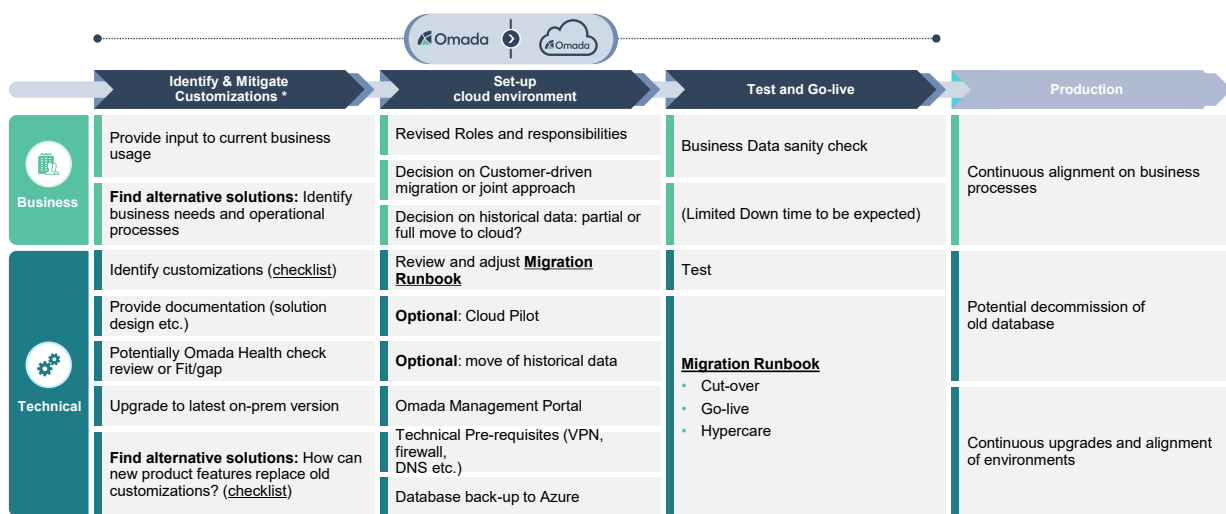 Omada
Omada
Identify & Mitigate
Customizations *
Set-up
cloud environment
Test and Go-live
Production
Business
Provide input to current business
usage
Find alternative solutions: Identify
business needs and operational
processes
Revised Roles and responsibilities
Decision on Customer-driven
migration or joint approach
Decision on historical data: partial or
full move to cloud?
Business Data sanity check
(Limited Down time to be expected)
Continuous alignment on business
processes
Technical
Identify customizations (checklist)
Provide documentation (solution
design etc.)
Potentially Omada Health check
review or Fit/gap
Upgrade to latest on-prem version
Find alternative solutions: How can
new product features replace old
customizations? (checklist)
Review and adjust Migration
Runbook
Optional: Cloud Pilot
Optional: move of historical data
Omada Management Portal
Technical Pre-requisites (VPN,
firewall,
DNS etc.)
Database back-up to Azure
Test
Migration Runbook
• Cut-over
• Go-live
• Hypercare
Potential decommission of
old database
Continuous upgrades and alignment
of environments